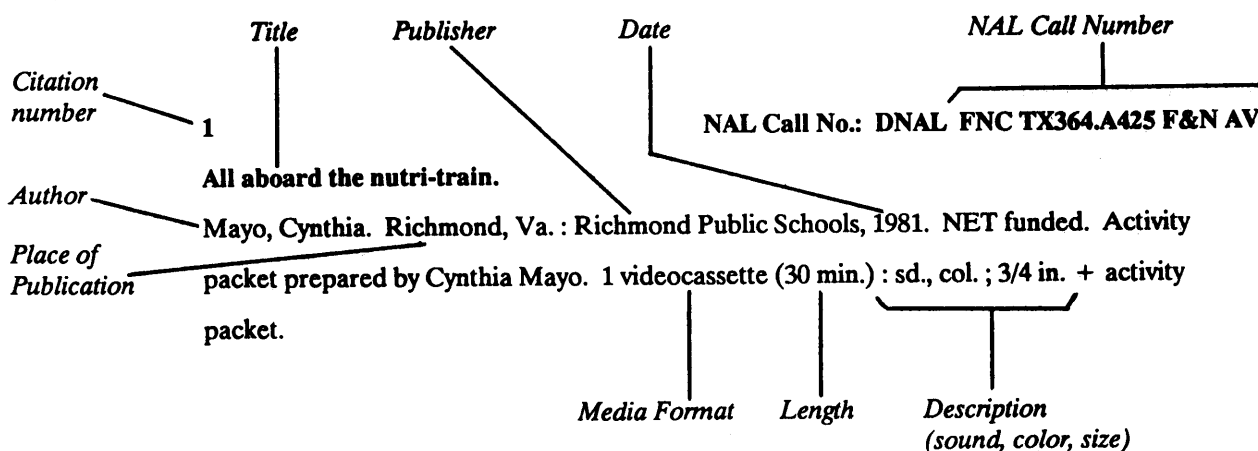 Title Publisher Date NAL Call Number
Citation
number
1 NAL Call No.: DNAL FNC TX364.A425 F&N AV
All aboard the nutri-train.
Author
Mayo, Cynthia. Richmond, Va. : Richmond Public Schools, 1981. NET funded. Activity
Place of
Publication
packet prepared by Cynthia Mayo. 1 videocassette (30 min.) : sd., col. ; 3/4 in. + activity
packet.
Media Format Length Description
(sound, color, size)